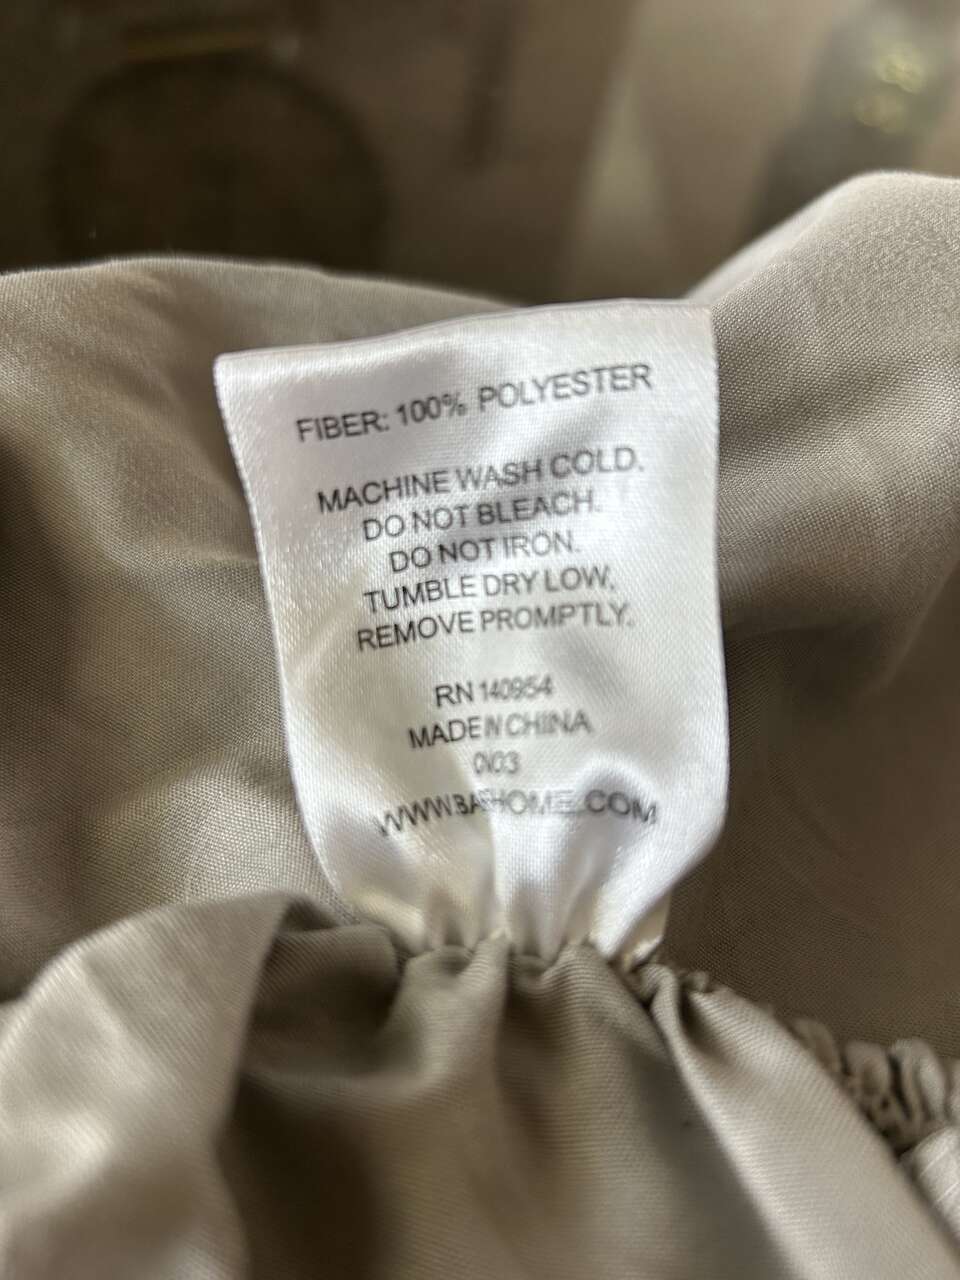 FIBER: 100% POLYESTER
MACHINE WASH COLD.
DO NOT BLEACH.
DO NOT IRON.
TUMBLE DRY LOW.
REMOVE PROMPTLY.
RN 140954
MADE IN CHINA